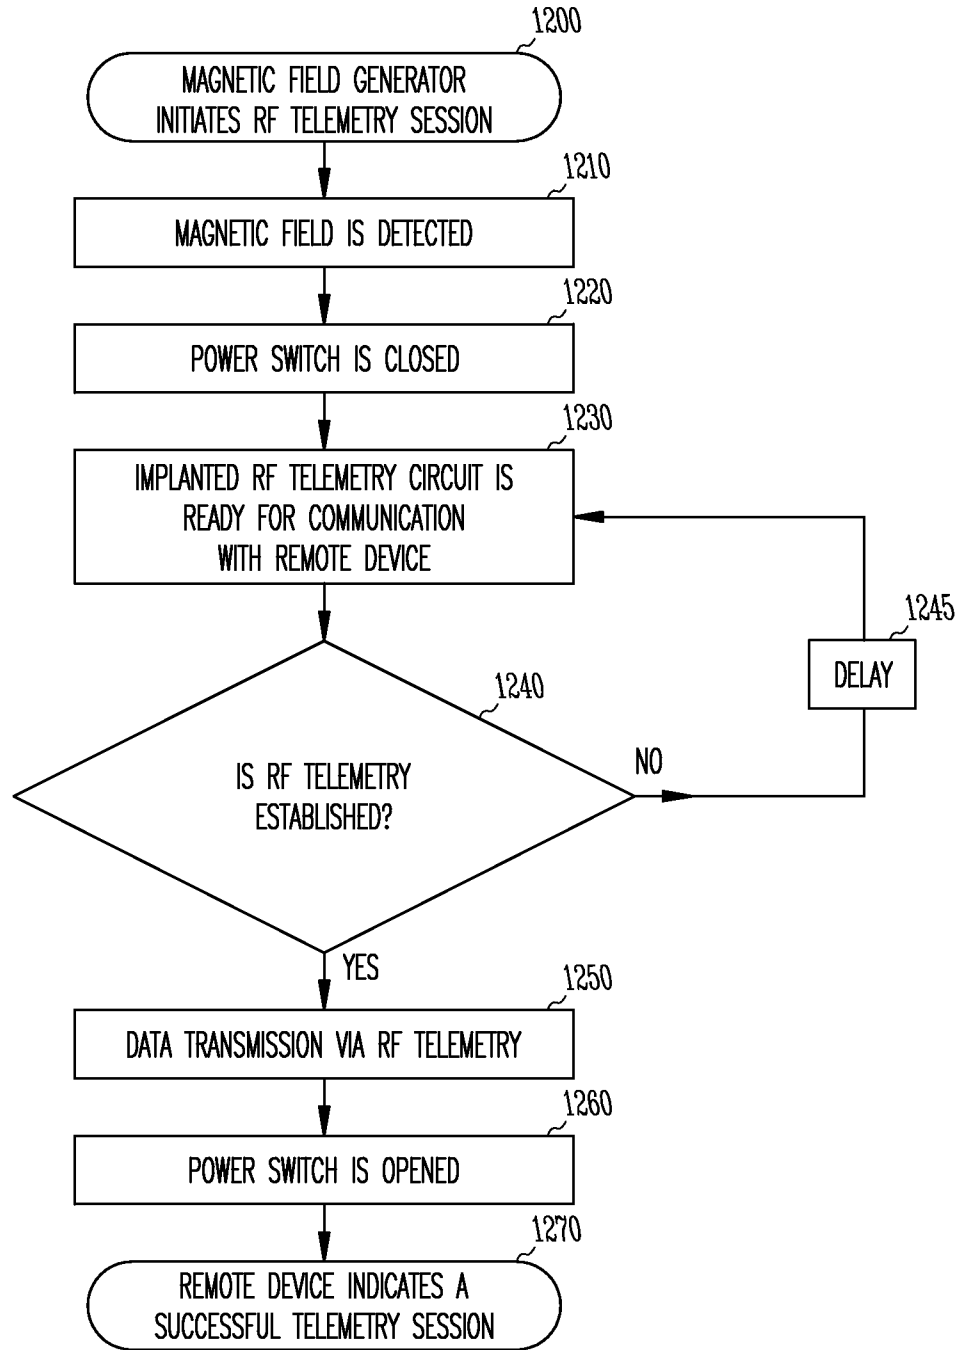 1200
MAGNETIC FIELD GENERATOR
INITIATES RF TELEMETRY SESSION
1210
MAGNETIC FIELD IS DETECTED
1220
POWER SWITCH IS CLOSED
1230
IMPLANTED RF TELEMETRY CIRCUIT IS
READY FOR COMMUNICATION
WITH REMOTE DEVICE
1245
DELAY
1240
IS RF TELEMETRY
ESTABLISHED?
NO
YES
1250
DATA TRANSMISSION VIA RF TELEMETRY
1260
POWER SWITCH IS OPENED
1270
REMOTE DEVICE INDICATES A
SUCCESSFUL TELEMETRY SESSION